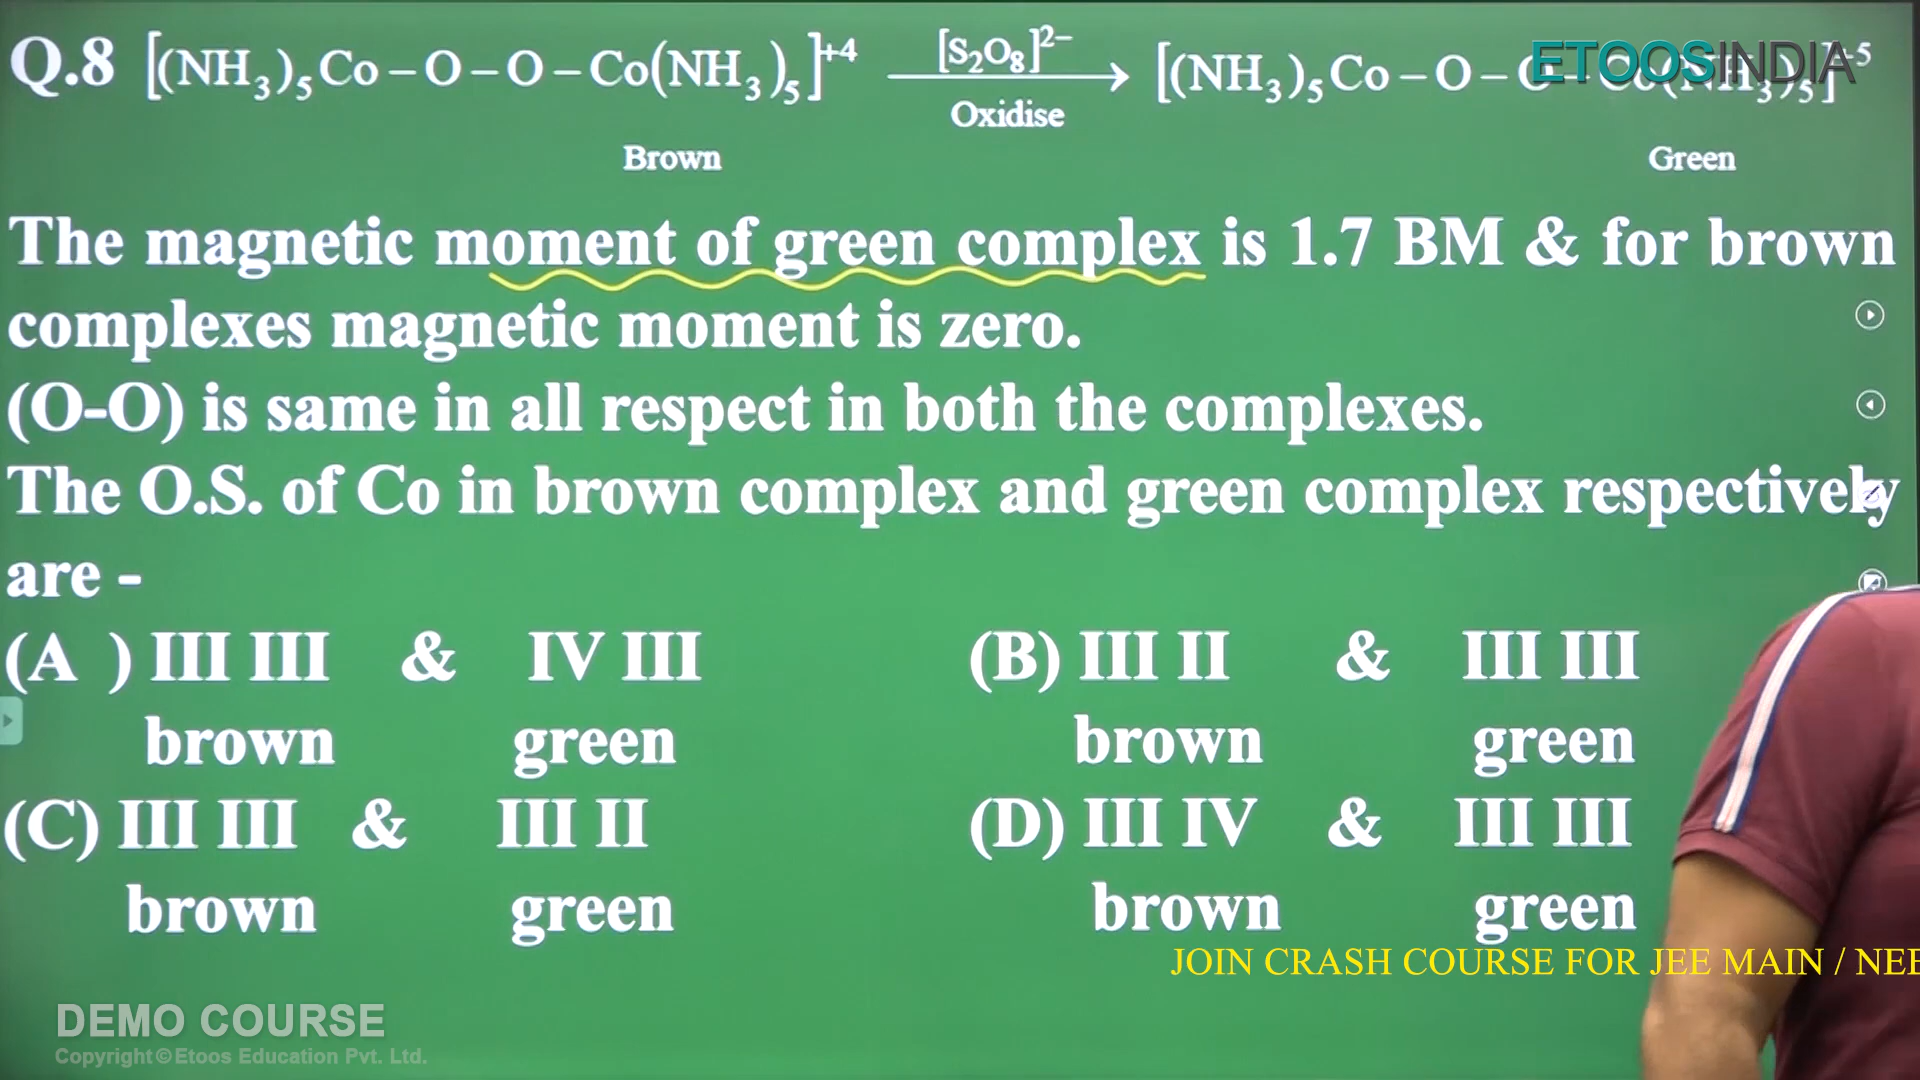 Q.8 [(NH₃)₅Co – O – O – Co(NH₃)₅]⁺⁴ [S₂O₈]²⁻ Oxidise → [(NH₃)₅Co – O – O – Co(NH₃)₅] 5
ETOOSINDIA
Brown Green
The magnetic moment of green complex is 1.7 BM & for brown
complexes magnetic moment is zero.
(O-O) is same in all respect in both the complexes.
The O.S. of Co in brown complex and green complex respectively
are -
(A ) III III & IV III (B) III II & III III
brown green brown green
(C) III III & III II (D) III IV & III III
brown green brown green
JOIN CRASH COURSE FOR JEE MAIN /
DEMO COURSE
Copyright © Etoos Education Pvt. Ltd.